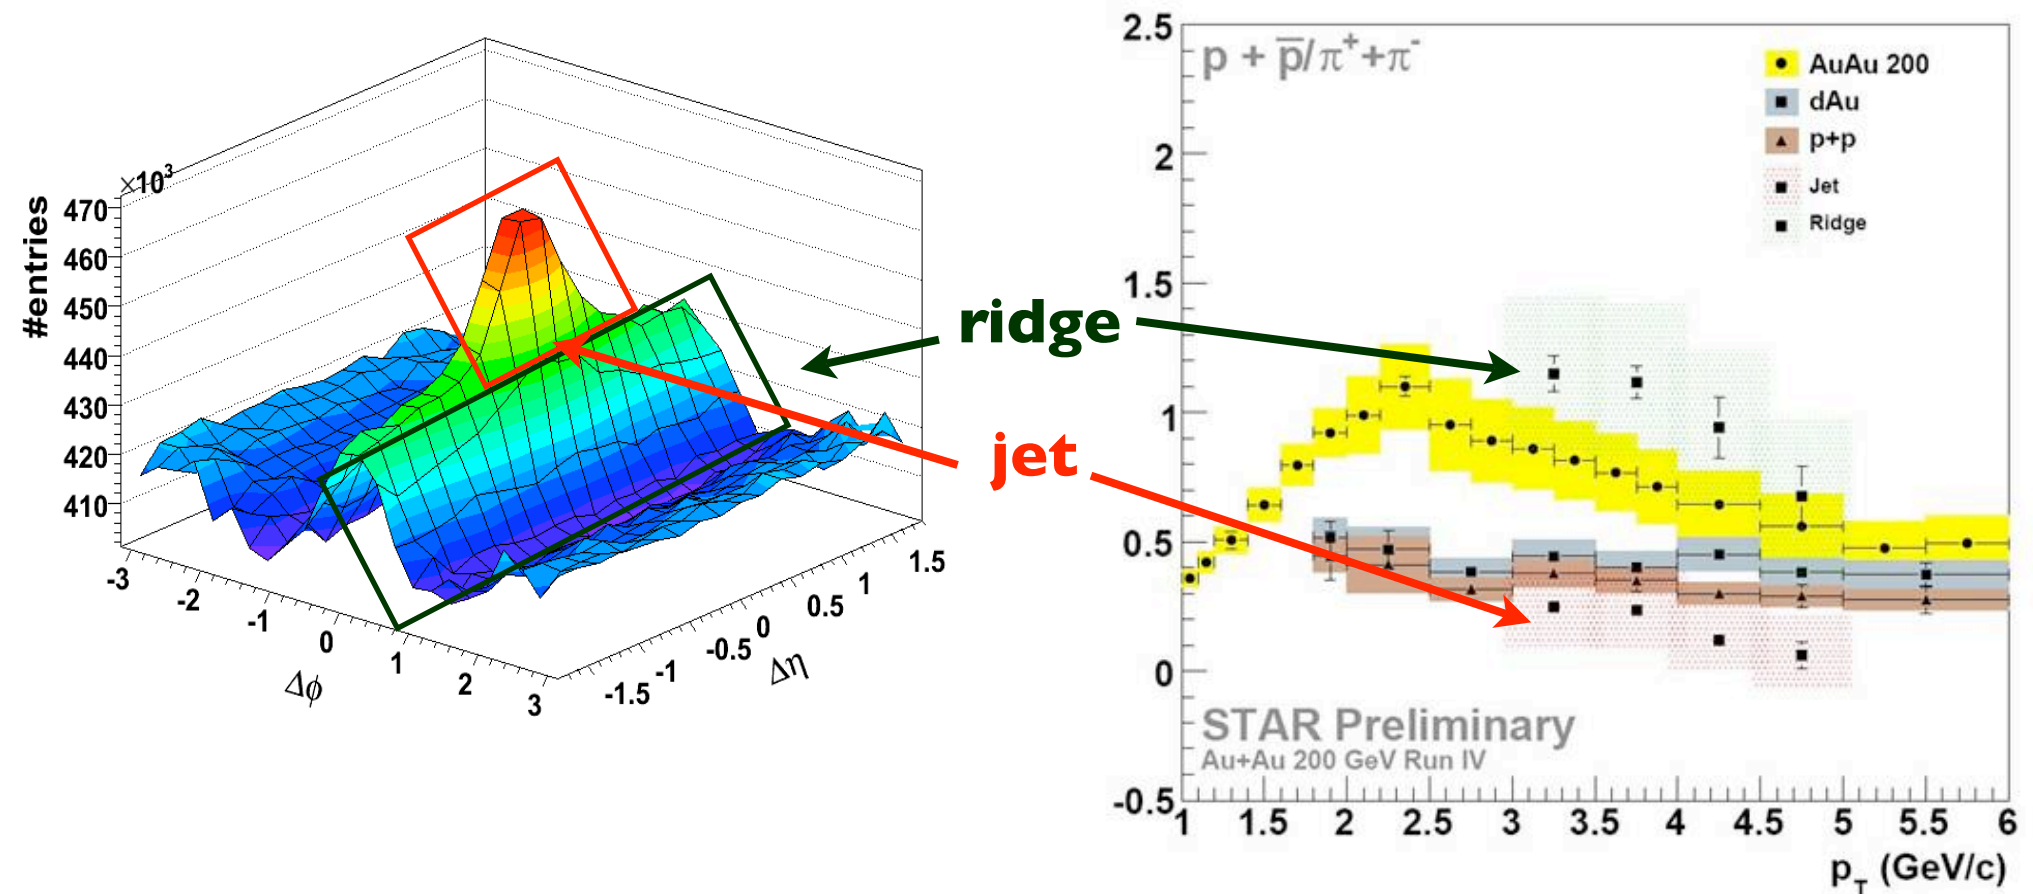 ×10³
#entries
470
460
450
440
430
420
410
-3
-2
-1
0
1
2
3
Δϕ
-1.5
-1
-0.5
0
0.5
1
1.5
Δη
ridge
jet
p + p̅/π⁺+π⁻
AuAu 200
dAu
p+p
Jet
Ridge
2.5
2
1.5
1
0.5
0
-0.5
STAR Preliminary
Au+Au 200 GeV Run IV
1 1.5 2 2.5 3 3.5 4 4.5 5 5.5 6
p_T (GeV/c)